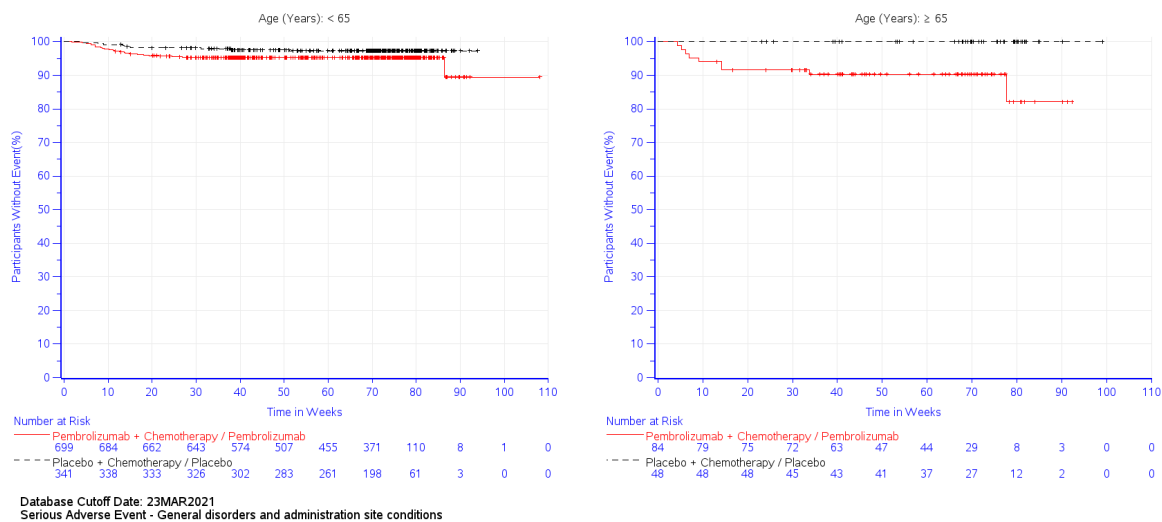 Age (Years): < 65
Participants Without Event(%)
100
90
80
70
60
50
40
30
20
10
0
0 10 20 30 40 50 60 70 80 90 100 110
Time in Weeks
Number at Risk
Pembrolizumab + Chemotherapy / Pembrolizumab
699 684 662 643 574 507 455 371 110 8 1 0
Placebo + Chemotherapy / Placebo
341 338 333 326 302 283 261 198 61 3 0 0
Age (Years): ≥ 65
Participants Without Event(%)
100
90
80
70
60
50
40
30
20
10
0
0 10 20 30 40 50 60 70 80 90 100 110
Time in Weeks
Number at Risk
Pembrolizumab + Chemotherapy / Pembrolizumab
84 79 75 72 63 47 44 29 8 3 0 0
Placebo + Chemotherapy / Placebo
48 48 48 45 43 41 37 27 12 2 0 0
Database Cutoff Date: 23MAR2021
Serious Adverse Event - General disorders and administration site conditions